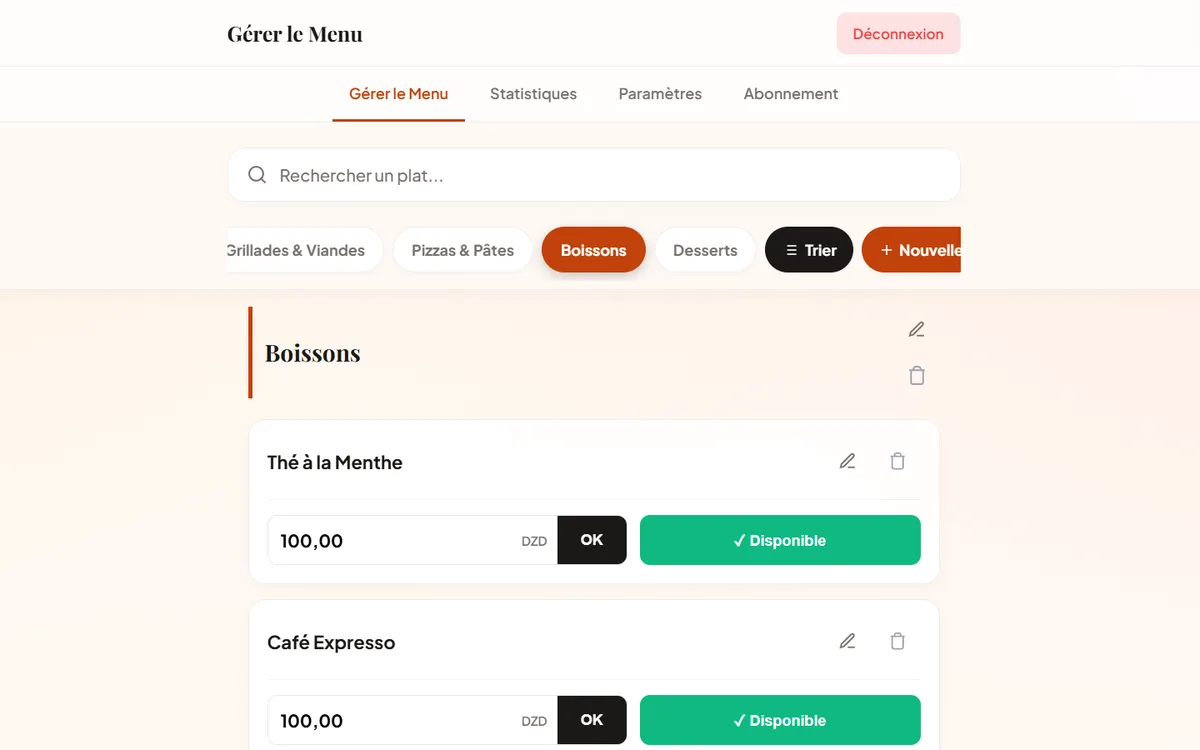 Gérer le Menu
Déconnexion
Gérer le Menu Statistiques Paramètres Abonnement
Rechercher un plat...
Grillades & Viandes Pizzas & Pâtes Boissons Desserts Trier + Nouvelle
Boissons
Thé à la Menthe
100,00 DZD OK ✓ Disponible
Café Expresso
100,00 DZD OK ✓ Disponible